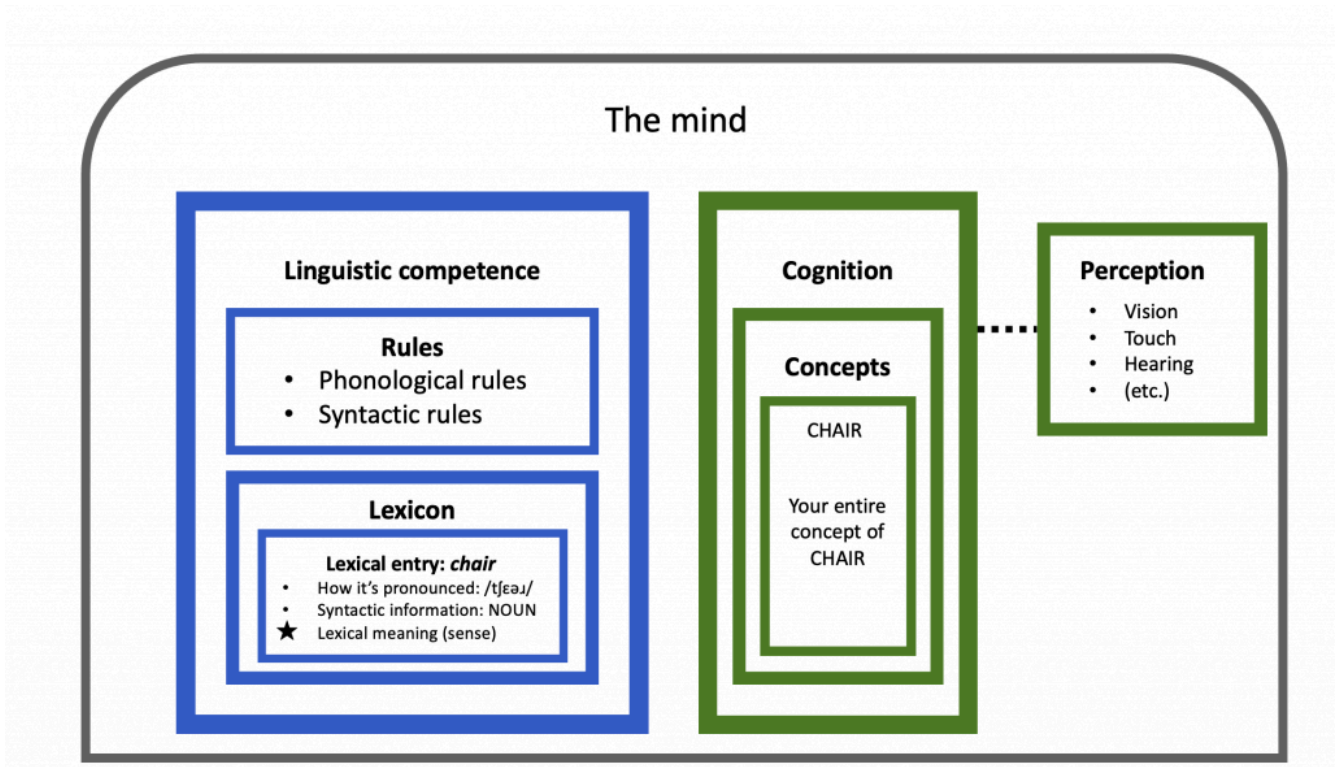 The mind
Linguistic competence
Rules
• Phonological rules
• Syntactic rules
Lexicon
Lexical entry: chair
• How it's pronounced: /tʃɛəɹ/
• Syntactic information: NOUN
★ Lexical meaning (sense)
Cognition
Concepts
CHAIR
Your entire
concept of
CHAIR
Perception
• Vision
• Touch
• Hearing
• (etc.)